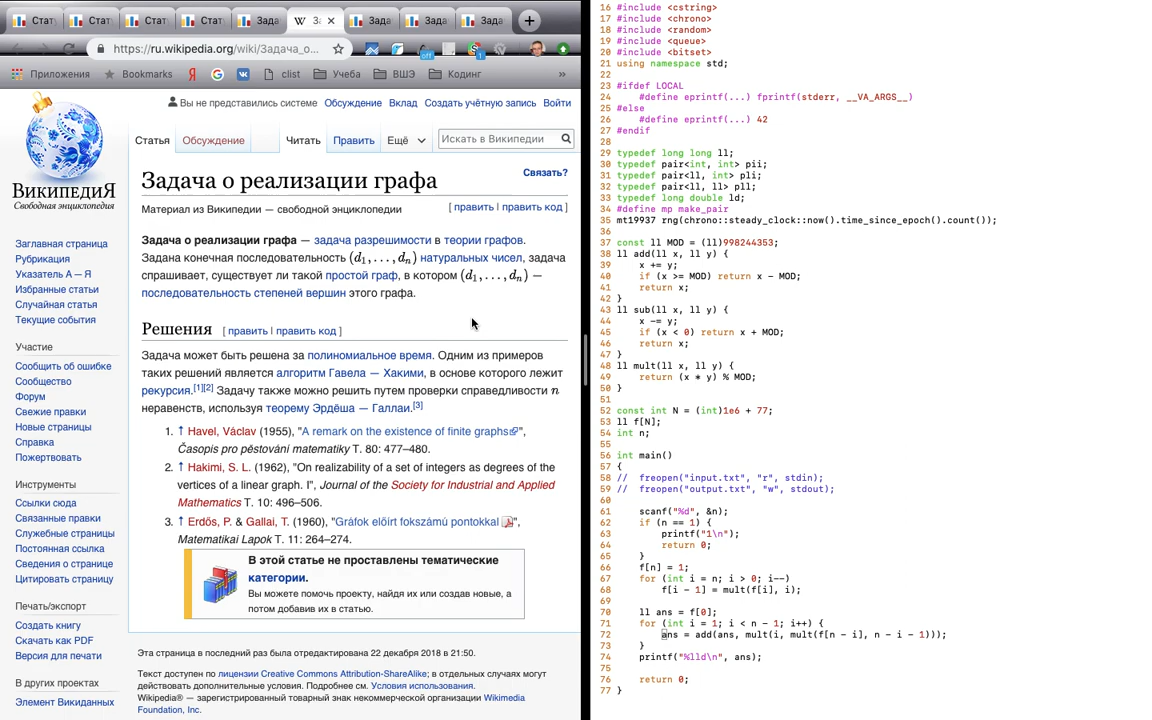 Стат
Стат
Стат
Стат
Зада
За
Зада
Зада
Зада
https://ru.wikipedia.org/wiki/Задача_о...
off
1
Приложения
Bookmarks
Я
clist
Учеба
ВШЭ
Кодинг
»
Вы не представились системе
Обсуждение
Вклад
Создать учётную запись
Войти
Статья
Обсуждение
Читать
Править
Ещё
Искать в Википедии
ВикипедиЯ
Свободная энциклопедия
Заглавная страница
Рубрикация
Указатель А — Я
Избранные статьи
Случайная статья
Текущие события
Участие
Сообщить об ошибке
Сообщество
Форум
Свежие правки
Новые страницы
Справка
Пожертвовать
Инструменты
Ссылки сюда
Связанные правки
Служебные страницы
Постоянная ссылка
Сведения о странице
Цитировать страницу
Печать/экспорт
Создать книгу
Скачать как PDF
Версия для печати
В других проектах
Элемент Викиданных
Задача о реализации графа
Связать?
Материал из Википедии — свободной энциклопедии
[ править | править код ]
Задача о реализации графа — задача разрешимости в теории графов.
Задана конечная последовательность (d1, . . . , dn) натуральных чисел, задача
спрашивает, существует ли такой простой граф, в котором (d1, . . . , dn) —
последовательность степеней вершин этого графа.
Решения [ править | править код ]
Задача может быть решена за полиномиальное время. Одним из примеров
таких решений является алгоритм Гавела — Хакими, в основе которого лежит
рекурсия.[1][2] Задачу также можно решить путем проверки справедливости n
неравенств, используя теорему Эрдёша — Галлаи.[3]
1. ↑ Havel, Václav (1955), "A remark on the existence of finite graphs",
Časopis pro pěstování matematiky Т. 80: 477–480.
2. ↑ Hakimi, S. L. (1962), "On realizability of a set of integers as degrees of the
vertices of a linear graph. I", Journal of the Society for Industrial and Applied
Mathematics Т. 10: 496–506.
3. ↑ Erdős, P. & Gallai, T. (1960), "Gráfok előírt fokszámú pontokkal",
Matematikai Lapok Т. 11: 264–274.
В этой статье не проставлены тематические
категории.
Вы можете помочь проекту, найдя их или создав новые, а
потом добавив их в статью.
Эта страница в последний раз была отредактирована 22 декабря 2018 в 21:50.
Текст доступен по лицензии Creative Commons Attribution-ShareAlike; в отдельных случаях могут
действовать дополнительные условия. Подробнее см. Условия использования.
Wikipedia® — зарегистрированный товарный знак некоммерческой организации Wikimedia
Foundation, Inc.
16 #include <cstring>
17 #include <chrono>
18 #include <random>
19 #include <queue>
20 #include <bitset>
21 using namespace std;
22
23 #ifdef LOCAL
24     #define eprintf(...) fprintf(stderr, __VA_ARGS__)
25 #else
26     #define eprintf(...) 42
27 #endif
28
29 typedef long long ll;
30 typedef pair<int, int> pii;
31 typedef pair<ll, int> pli;
32 typedef pair<ll, ll> pll;
33 typedef long double ld;
34 #define mp make_pair
35 mt19937 rng(chrono::steady_clock::now().time_since_epoch().count());
36
37 const ll MOD = (ll)998244353;
38 ll add(ll x, ll y) {
39     x += y;
40     if (x >= MOD) return x - MOD;
41     return x;
42 }
43 ll sub(ll x, ll y) {
44     x -= y;
45     if (x < 0) return x + MOD;
46     return x;
47 }
48 ll mult(ll x, ll y) {
49     return (x * y) % MOD;
50 }
51
52 const int N = (int)1e6 + 77;
53 ll f[N];
54 int n;
55
56 int main()
57 {
58 //  freopen("input.txt", "r", stdin);
59 //  freopen("output.txt", "w", stdout);
60
61     scanf("%d", &n);
62     if (n == 1) {
63         printf("1\n");
64         return 0;
65     }
66     f[n] = 1;
67     for (int i = n; i > 0; i--)
68         f[i - 1] = mult(f[i], i);
69
70     ll ans = f[0];
71     for (int i = 1; i < n - 1; i++) {
72         ans = add(ans, mult(i, mult(f[n - i], n - i - 1)));
73     }
74     printf("%lld\n", ans);
75
76     return 0;
77 }